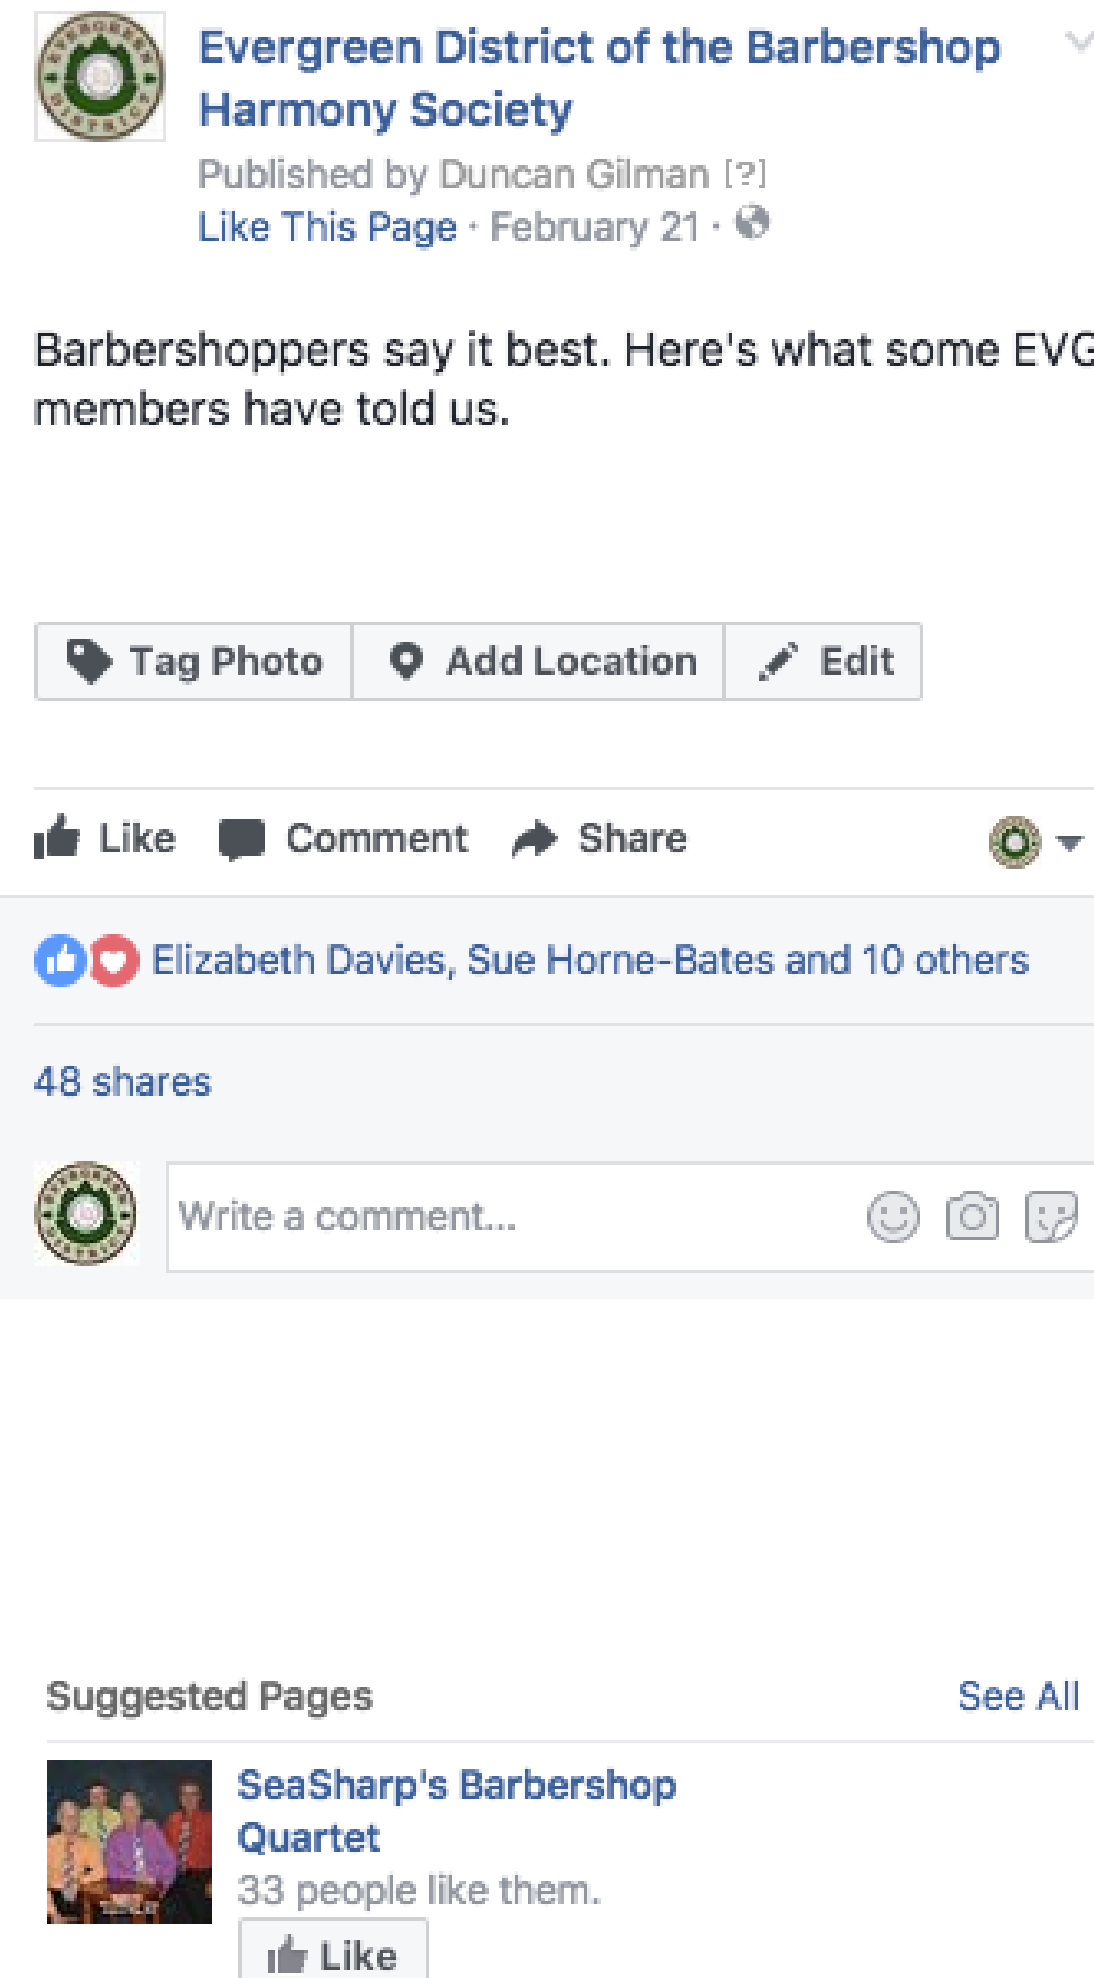 Evergreen District of the Barbershop
Harmony Society
Published by Duncan Gilman [?]
Like This Page · February 21 ·
Barbershoppers say it best. Here's what some EVG
members have told us.
Tag Photo Add Location Edit
Like Comment Share
Elizabeth Davies, Sue Horne-Bates and 10 others
48 shares
Write a comment...
Suggested Pages See All
SeaSharp's Barbershop
Quartet
33 people like them.
Like